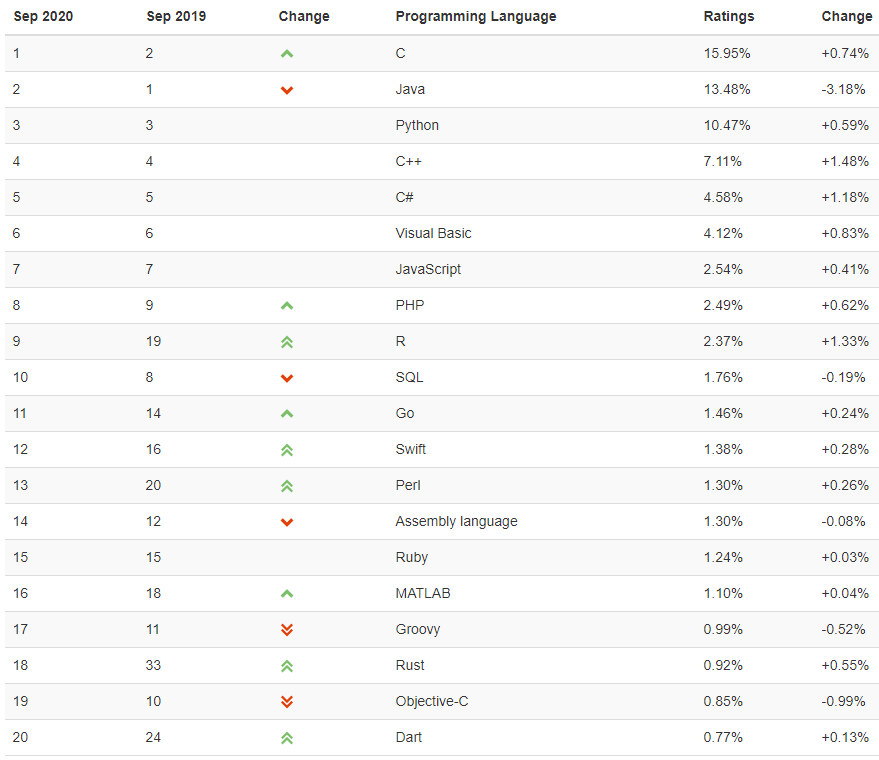 Sep 2020 Sep 2019 Change Programming Language Ratings Change
1 2 C 15.95% +0.74%
2 1 Java 13.48% -3.18%
3 3 Python 10.47% +0.59%
4 4 C++ 7.11% +1.48%
5 5 C# 4.58% +1.18%
6 6 Visual Basic 4.12% +0.83%
7 7 JavaScript 2.54% +0.41%
8 9 PHP 2.49% +0.62%
9 19 R 2.37% +1.33%
10 8 SQL 1.76% -0.19%
11 14 Go 1.46% +0.24%
12 16 Swift 1.38% +0.28%
13 20 Perl 1.30% +0.26%
14 12 Assembly language 1.30% -0.08%
15 15 Ruby 1.24% +0.03%
16 18 MATLAB 1.10% +0.04%
17 11 Groovy 0.99% -0.52%
18 33 Rust 0.92% +0.55%
19 10 Objective-C 0.85% -0.99%
20 24 Dart 0.77% +0.13%